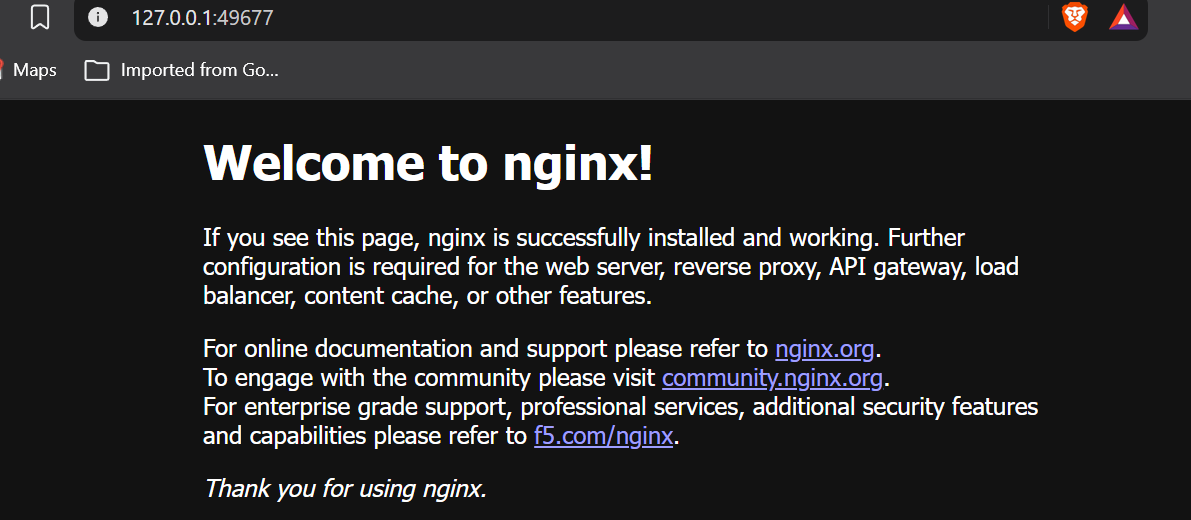 127.0.0.1:49677
Maps
Imported from Go...
Welcome to nginx!
If you see this page, nginx is successfully installed and working. Further
configuration is required for the web server, reverse proxy, API gateway, load
balancer, content cache, or other features.
For online documentation and support please refer to nginx.org.
To engage with the community please visit community.nginx.org.
For enterprise grade support, professional services, additional security features
and capabilities please refer to f5.com/nginx.
Thank you for using nginx.